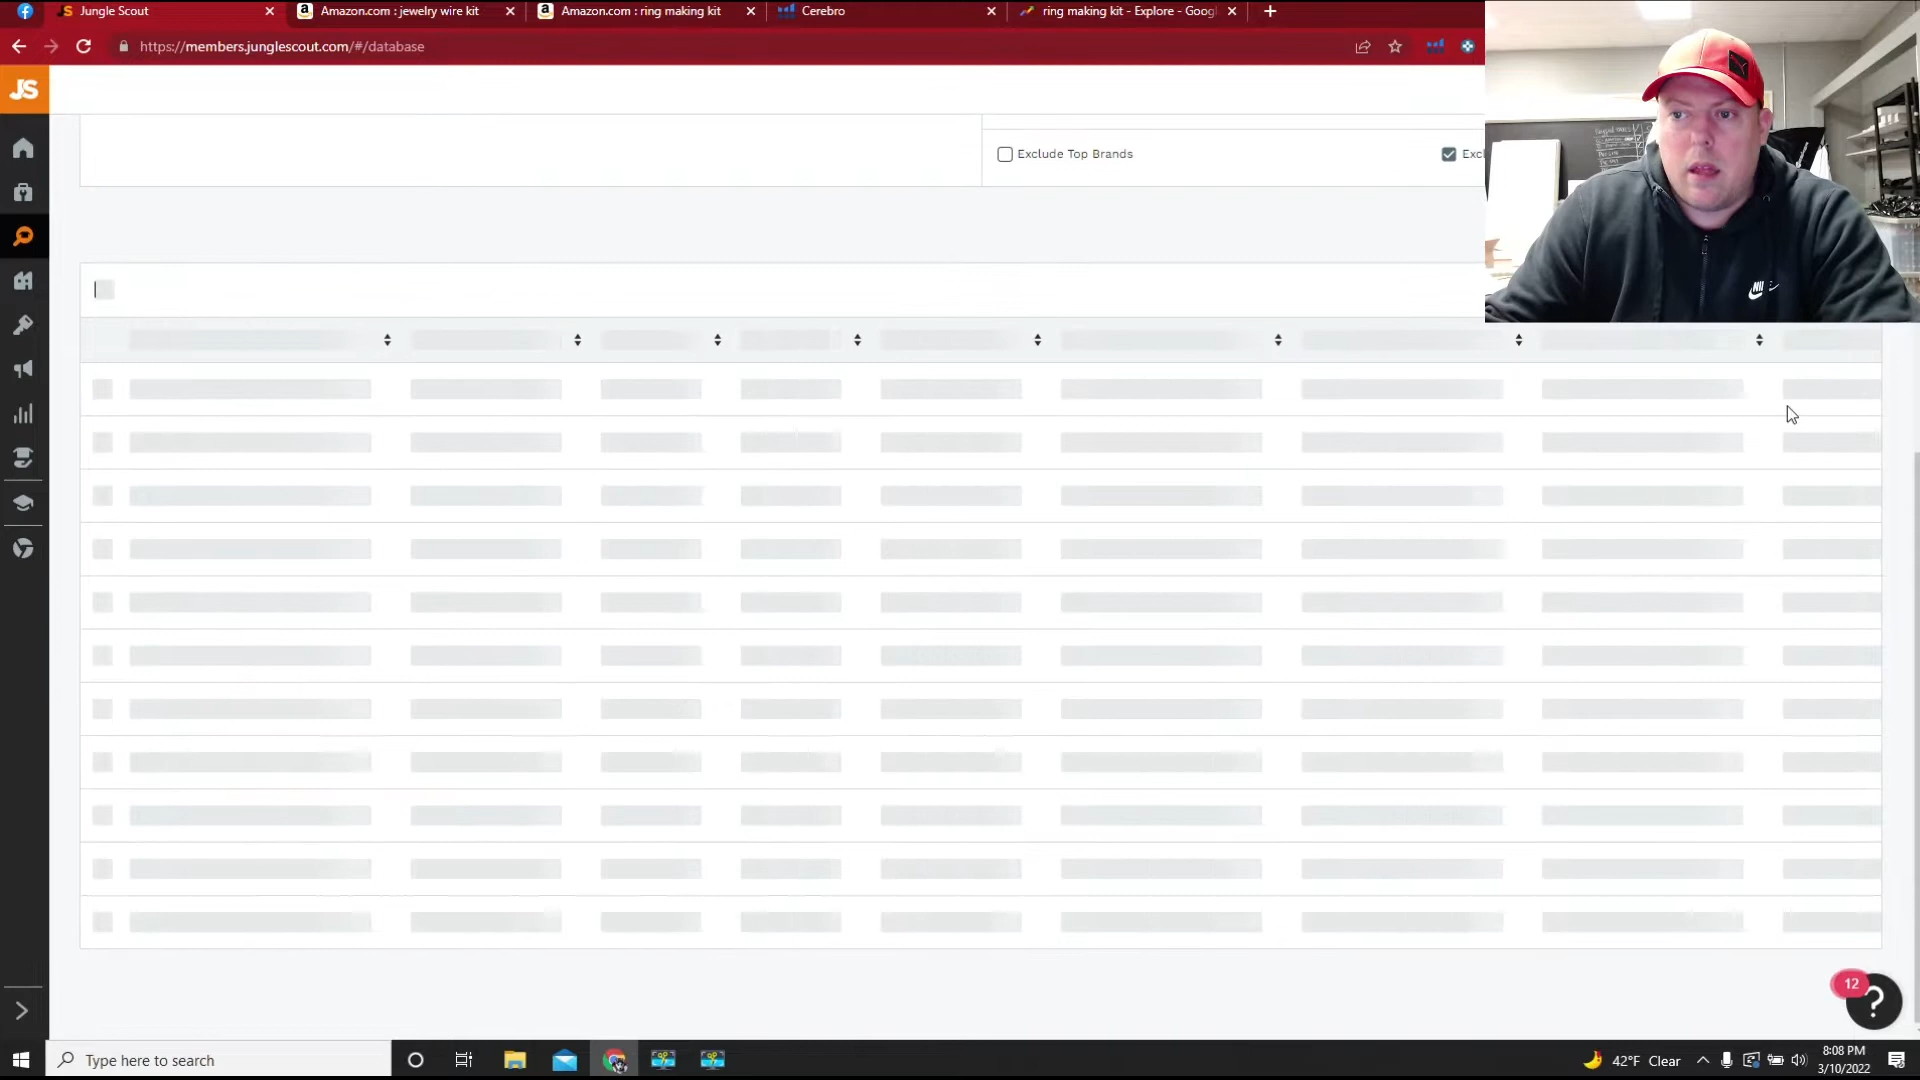 Jungle Scout
Amazon.com : jewelry wire kit
Amazon.com : ring making kit
Cerebro
ring making kit - Explore - Goog
https://members.junglescout.com/#/database
JS
Exclude Top Brands
Excl
12
?
Type here to search
42°F Clear
8:08 PM
3/10/2022